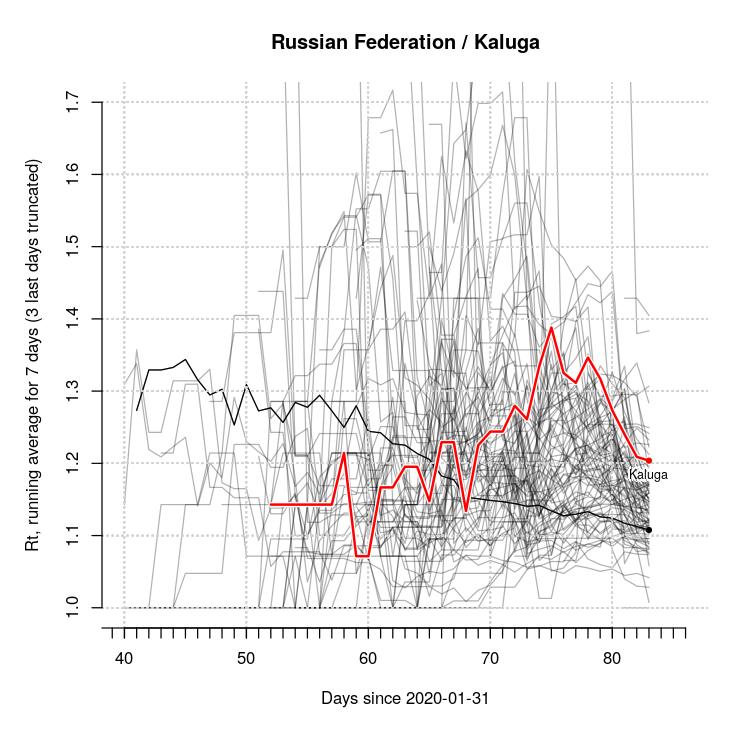 Russian Federation / Kaluga
Rt, running average for 7 days (3 last days truncated)
1.7
1.6
1.5
1.4
1.3
1.2
1.1
1.0
Kaluga
40 50 60 70 80
Days since 2020-01-31